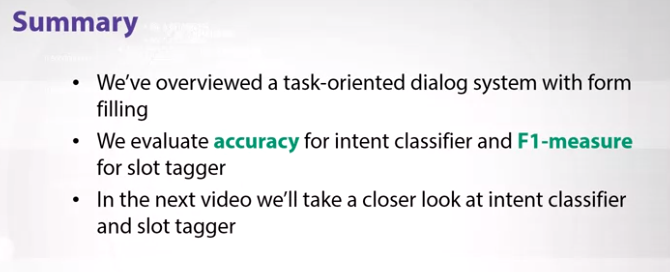 Summary
• We've overviewed a task-oriented dialog system with form
filling
• We evaluate accuracy for intent classifier and F1-measure
for slot tagger
• In the next video we'll take a closer look at intent classifier
and slot tagger